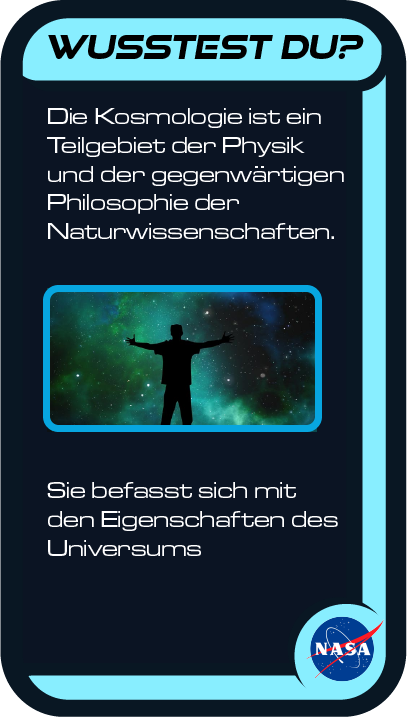 WUSSTEST DU?
Die Kosmologie ist ein
Teilgebiet der Physik
und der gegenwärtigen
Philosophie der
Naturwissenschaften.
Sie befasst sich mit
den Eigenschaften des
Universums
NASA